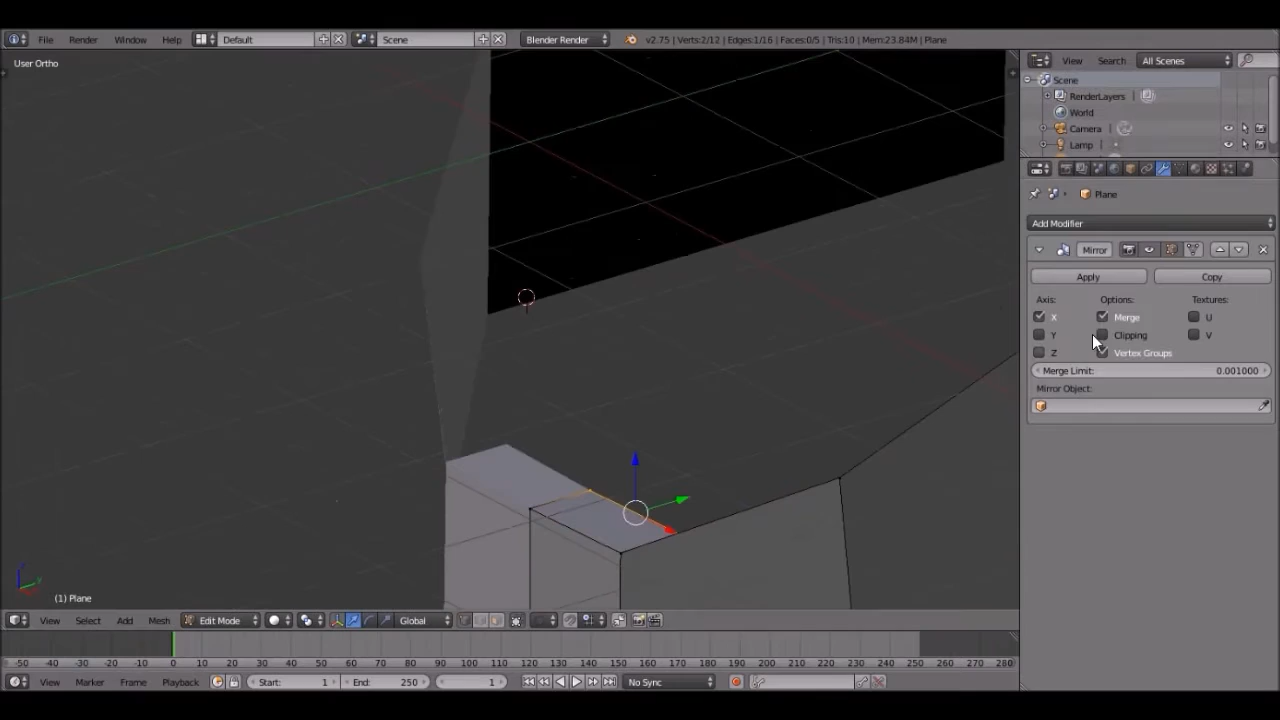 File Render Window Help Default Scene Blender Render v2.75 | Verts:2/12 | Edges:1/16 | Faces:0/5 | Tris:10 | Mem:23.84M | Plane
User Ortho
(1) Plane
View Select Add Mesh Edit Mode Global
-50 -40 -30 -20 -10 0 10 20 30 40 50 60 70 80 90 100 110 120 130 140 150 160 170 180 190 200 210 220 230 240 250 260 270 280
View Marker Frame Playback Start: 1 End: 250 1 No Sync
View Search All Scenes
Scene
RenderLayers
World
Camera
Lamp
Plane
Add Modifier
Mirror
Apply Copy
Axis: Options: Textures:
X Merge U
Y Clipping V
Z Vertex Groups
Merge Limit: 0.001000
Mirror Object: